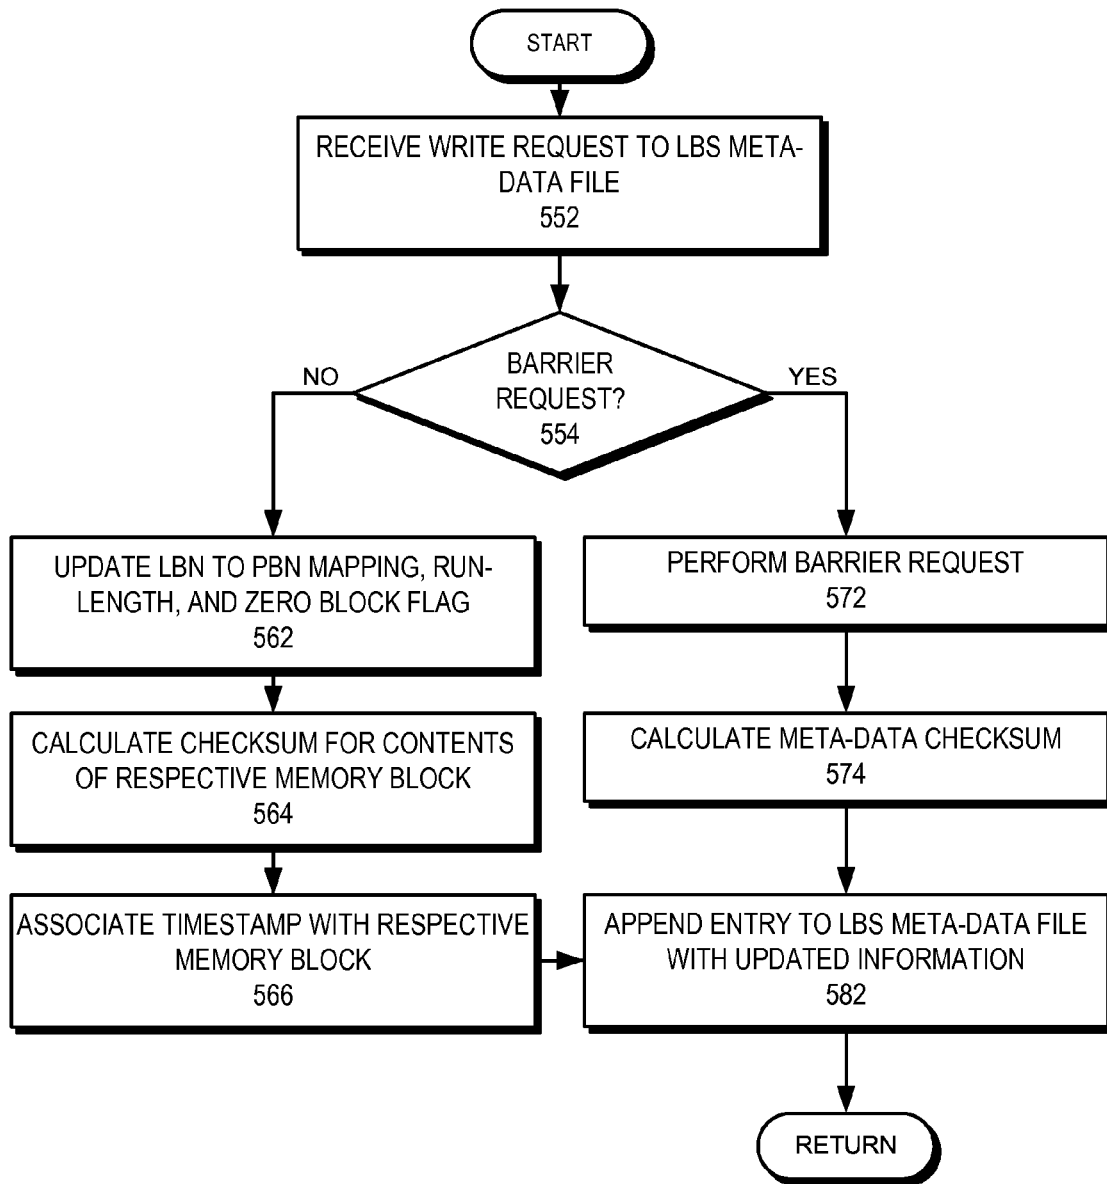 START
RECEIVE WRITE REQUEST TO LBS META-
DATA FILE
552
BARRIER
REQUEST?
554
NO
YES
UPDATE LBN TO PBN MAPPING, RUN-
LENGTH, AND ZERO BLOCK FLAG
562
CALCULATE CHECKSUM FOR CONTENTS
OF RESPECTIVE MEMORY BLOCK
564
ASSOCIATE TIMESTAMP WITH RESPECTIVE
MEMORY BLOCK
566
PERFORM BARRIER REQUEST
572
CALCULATE META-DATA CHECKSUM
574
APPEND ENTRY TO LBS META-DATA FILE
WITH UPDATED INFORMATION
582
RETURN